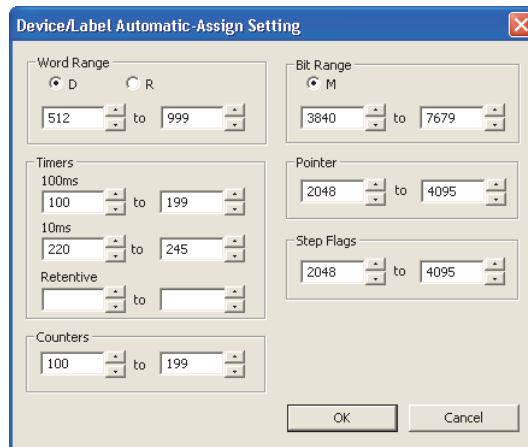 Device/Label Automatic-Assign Setting
Word Range
D R
512 to 999
Timers
100ms
100 to 199
10ms
220 to 245
Retentive
to
Counters
100 to 199
Bit Range
M
3840 to 7679
Pointer
2048 to 4095
Step Flags
2048 to 4095
OK Cancel